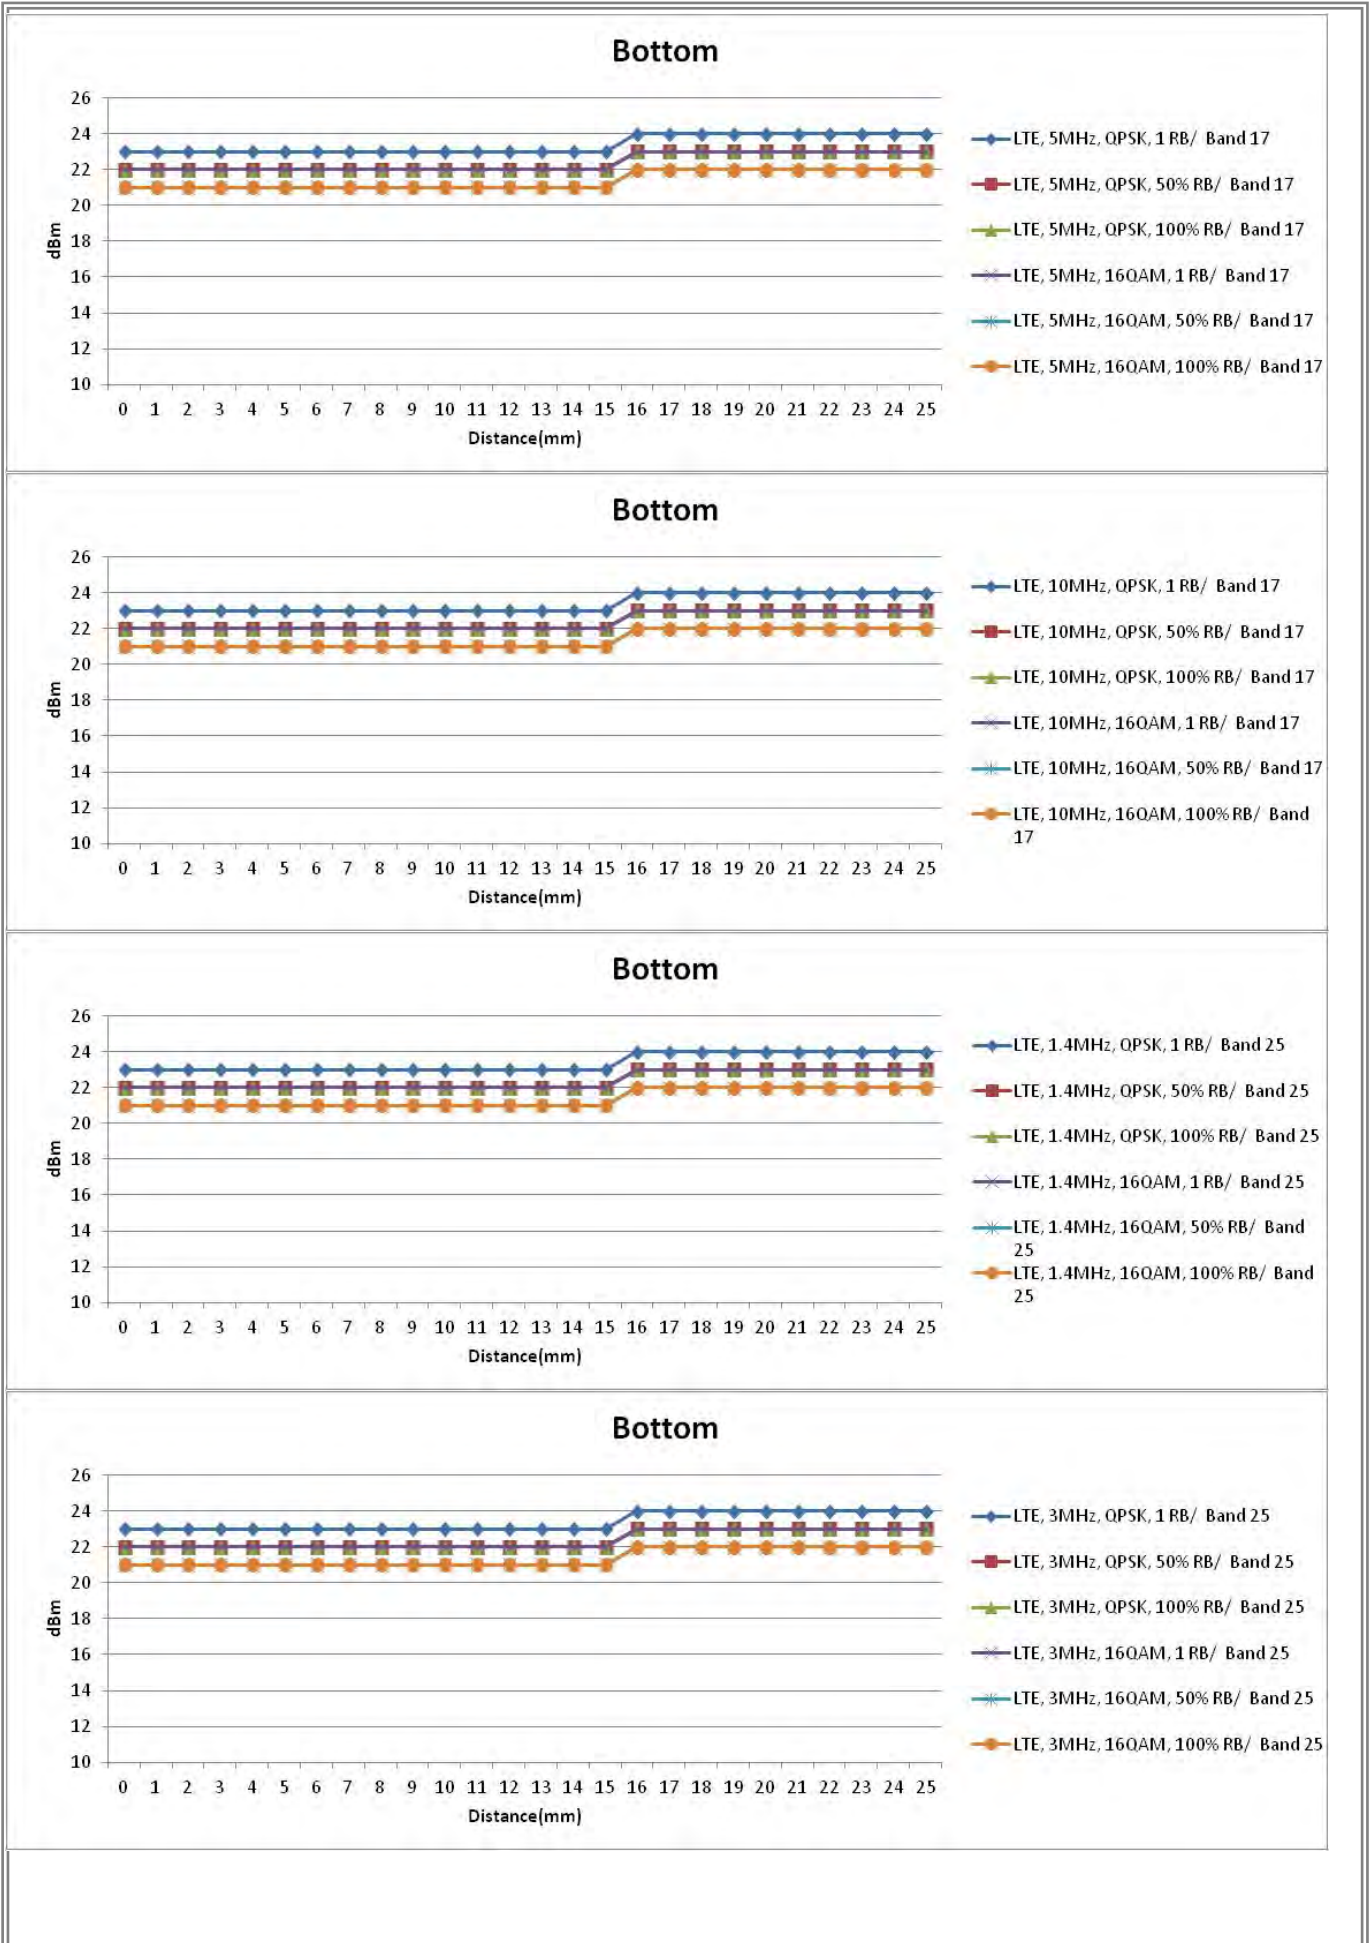 Bottom
26
24
22
20
18
16
14
12
10
dBm
0 1 2 3 4 5 6 7 8 9 10 11 12 13 14 15 16 17 18 19 20 21 22 23 24 25
Distance(mm)
LTE, 5MHz, QPSK, 1 RB/ Band 17
LTE, 5MHz, QPSK, 50% RB/ Band 17
LTE, 5MHz, QPSK, 100% RB/ Band 17
LTE, 5MHz, 16QAM, 1 RB/ Band 17
LTE, 5MHz, 16QAM, 50% RB/ Band 17
LTE, 5MHz, 16QAM, 100% RB/ Band 17
Bottom
26
24
22
20
18
16
14
12
10
dBm
0 1 2 3 4 5 6 7 8 9 10 11 12 13 14 15 16 17 18 19 20 21 22 23 24 25
Distance(mm)
LTE, 10MHz, QPSK, 1 RB/ Band 17
LTE, 10MHz, QPSK, 50% RB/ Band 17
LTE, 10MHz, QPSK, 100% RB/ Band 17
LTE, 10MHz, 16QAM, 1 RB/ Band 17
LTE, 10MHz, 16QAM, 50% RB/ Band 17
LTE, 10MHz, 16QAM, 100% RB/ Band
17
Bottom
26
24
22
20
18
16
14
12
10
dBm
0 1 2 3 4 5 6 7 8 9 10 11 12 13 14 15 16 17 18 19 20 21 22 23 24 25
Distance(mm)
LTE, 1.4MHz, QPSK, 1 RB/ Band 25
LTE, 1.4MHz, QPSK, 50% RB/ Band 25
LTE, 1.4MHz, QPSK, 100% RB/ Band 25
LTE, 1.4MHz, 16QAM, 1 RB/ Band 25
LTE, 1.4MHz, 16QAM, 50% RB/ Band
25
LTE, 1.4MHz, 16QAM, 100% RB/ Band
25
Bottom
26
24
22
20
18
16
14
12
10
dBm
0 1 2 3 4 5 6 7 8 9 10 11 12 13 14 15 16 17 18 19 20 21 22 23 24 25
Distance(mm)
LTE, 3MHz, QPSK, 1 RB/ Band 25
LTE, 3MHz, QPSK, 50% RB/ Band 25
LTE, 3MHz, QPSK, 100% RB/ Band 25
LTE, 3MHz, 16QAM, 1 RB/ Band 25
LTE, 3MHz, 16QAM, 50% RB/ Band 25
LTE, 3MHz, 16QAM, 100% RB/ Band 25